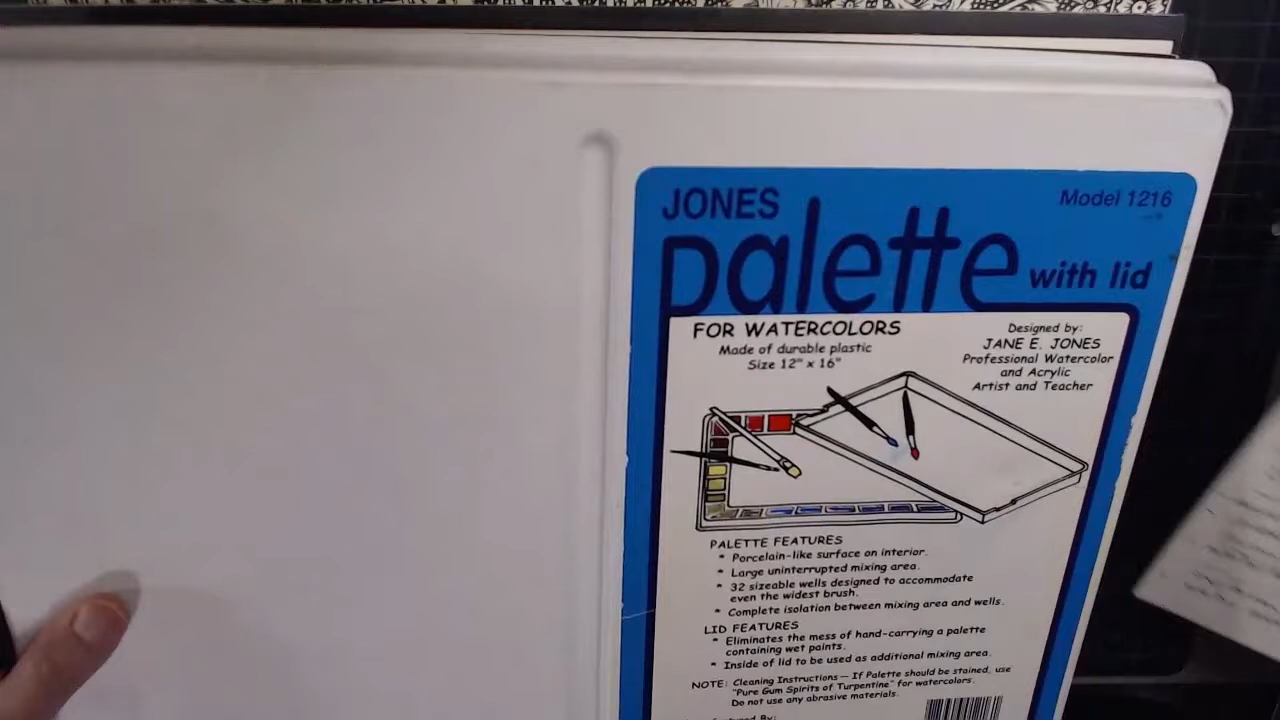 JONES
Model 1216
palette with lid
FOR WATERCOLORS
Made of durable plastic
Size 12" x 16"
Designed by:
JANE E. JONES
Professional Watercolor
and Acrylic
Artist and Teacher
PALETTE FEATURES
* Porcelain-like surface on interior.
* Large uninterrupted mixing area.
* 32 sizeable wells designed to accommodate
even the widest brush.
* Complete isolation between mixing area and wells.
LID FEATURES
* Eliminates the mess of hand-carrying a palette
containing wet paints.
* Inside of lid to be used as additional mixing area.
NOTE: Cleaning Instructions — If Palette should be stained, use
"Pure Gum Spirits of Turpentine" for watercolors.
Do not use any abrasive materials.
By: